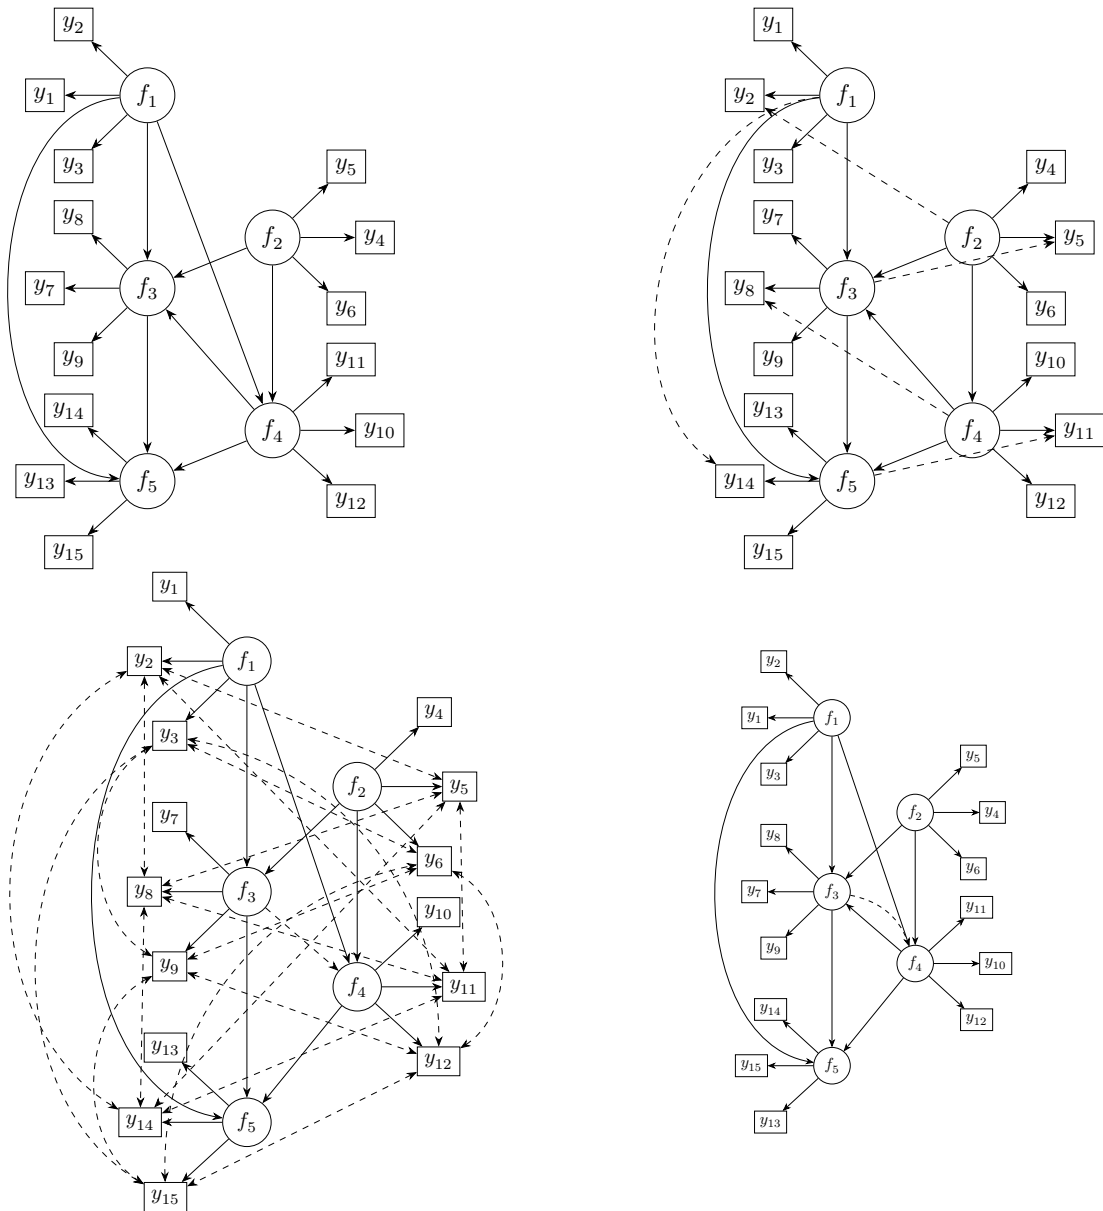 y₂
y₁
f₁
y₃
y₅
y₈
f₂
y₄
y₇
f₃
y₆
y₉
y₁₁
y₁₄
f₄
y₁₀
y₁₃
f₅
y₁₂
y₁₅
y₁
y₂
f₁
y₃
y₄
y₇
f₂
y₅
y₈
f₃
y₆
y₉
y₁₀
y₁₃
f₄
y₁₁
y₁₄
f₅
y₁₂
y₁₅
y₁
y₂
f₁
y₃
y₄
f₂
y₅
y₇
y₆
y₈
f₃
y₁₀
y₉
f₄
y₁₁
y₁₃
y₁₂
y₁₄
f₅
y₁₅
y₂
y₁
f₁
y₃
y₅
f₂
y₄
y₈
y₆
y₇
f₃
y₁₁
y₉
f₄
y₁₀
y₁₄
y₁₂
y₁₅
f₅
y₁₃